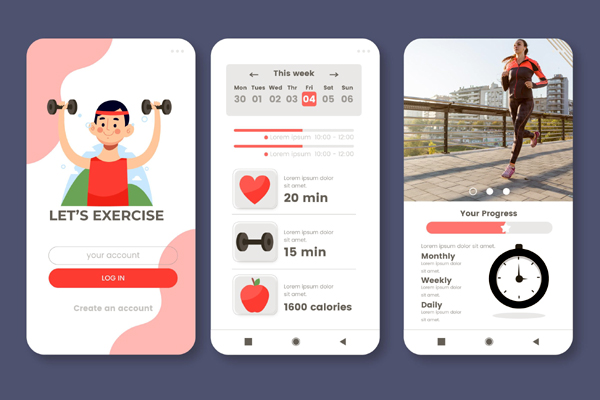 LET'S EXERCISE
your account
LOG IN
Create an account
This week
Mon Tues Wed Thr Fri Sat Sun
30 01 02 03 04 05 06
Lorem ipsum 10:00 - 12:00
Lorem ipsum 10:00 - 12:00
Lorem ipsum dolor
sit amet.
20 min
Lorem ipsum dolor
sit amet.
15 min
Lorem ipsum dolor
sit amet.
1600 calories
Your Progress
Lorem ipsum dolor sit amet.
Monthly
Lorem ipsum dolor
sit amet.
Weekly
Lorem ipsum dolor
sit amet.
Daily
Lorem ipsum dolor
sit amet.